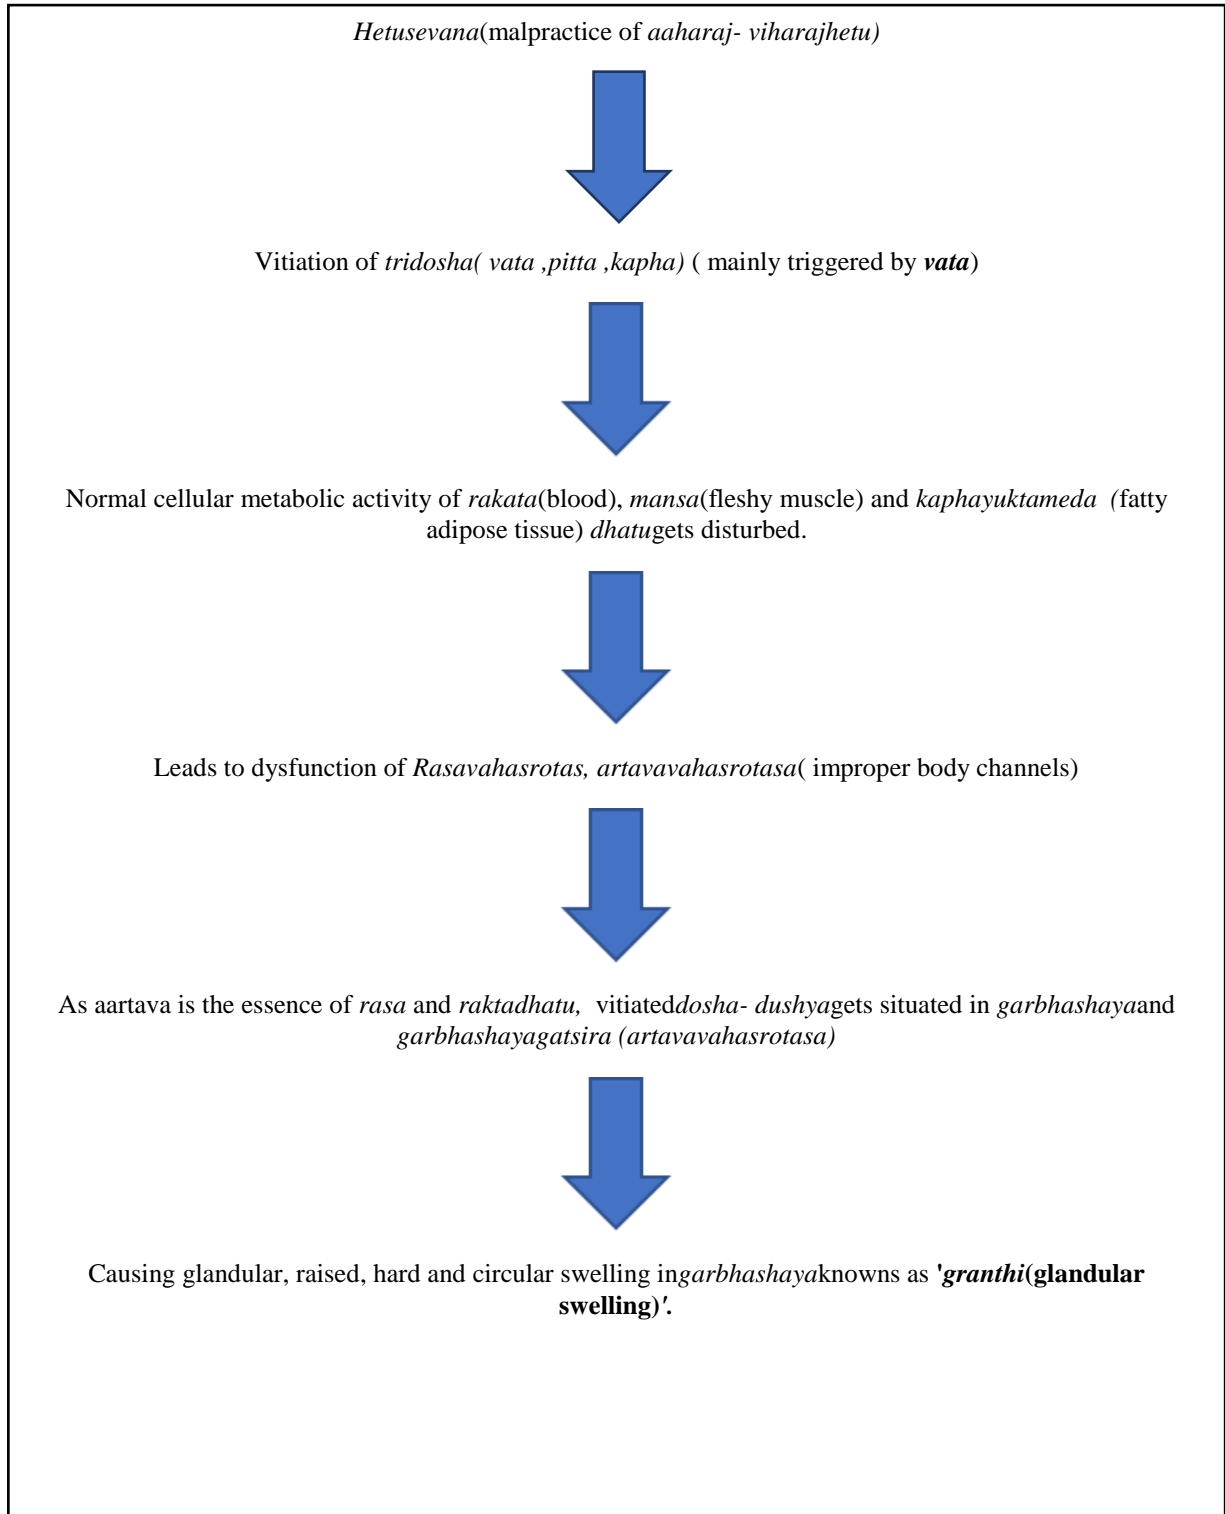 Hetusevana(malpractice of aaharaj- viharajhetu)
Vitiation of tridosha( vata ,pitta ,kapha) ( mainly triggered by vata)
Normal cellular metabolic activity of rakata(blood), mansa(fleshy muscle) and kaphayuktameda (fatty
adipose tissue) dhatugets disturbed.
Leads to dysfunction of Rasavahasrotas, artavavahasrotasa( improper body channels)
As aartava is the essence of rasa and raktadhatu, vitiateddosha- dushyagets situated in garbhashayaand
garbhashayagatsira (artavavahasrotasa)
Causing glandular, raised, hard and circular swelling ingarbhashayaknowns as 'granthi(glandular
swelling)'.